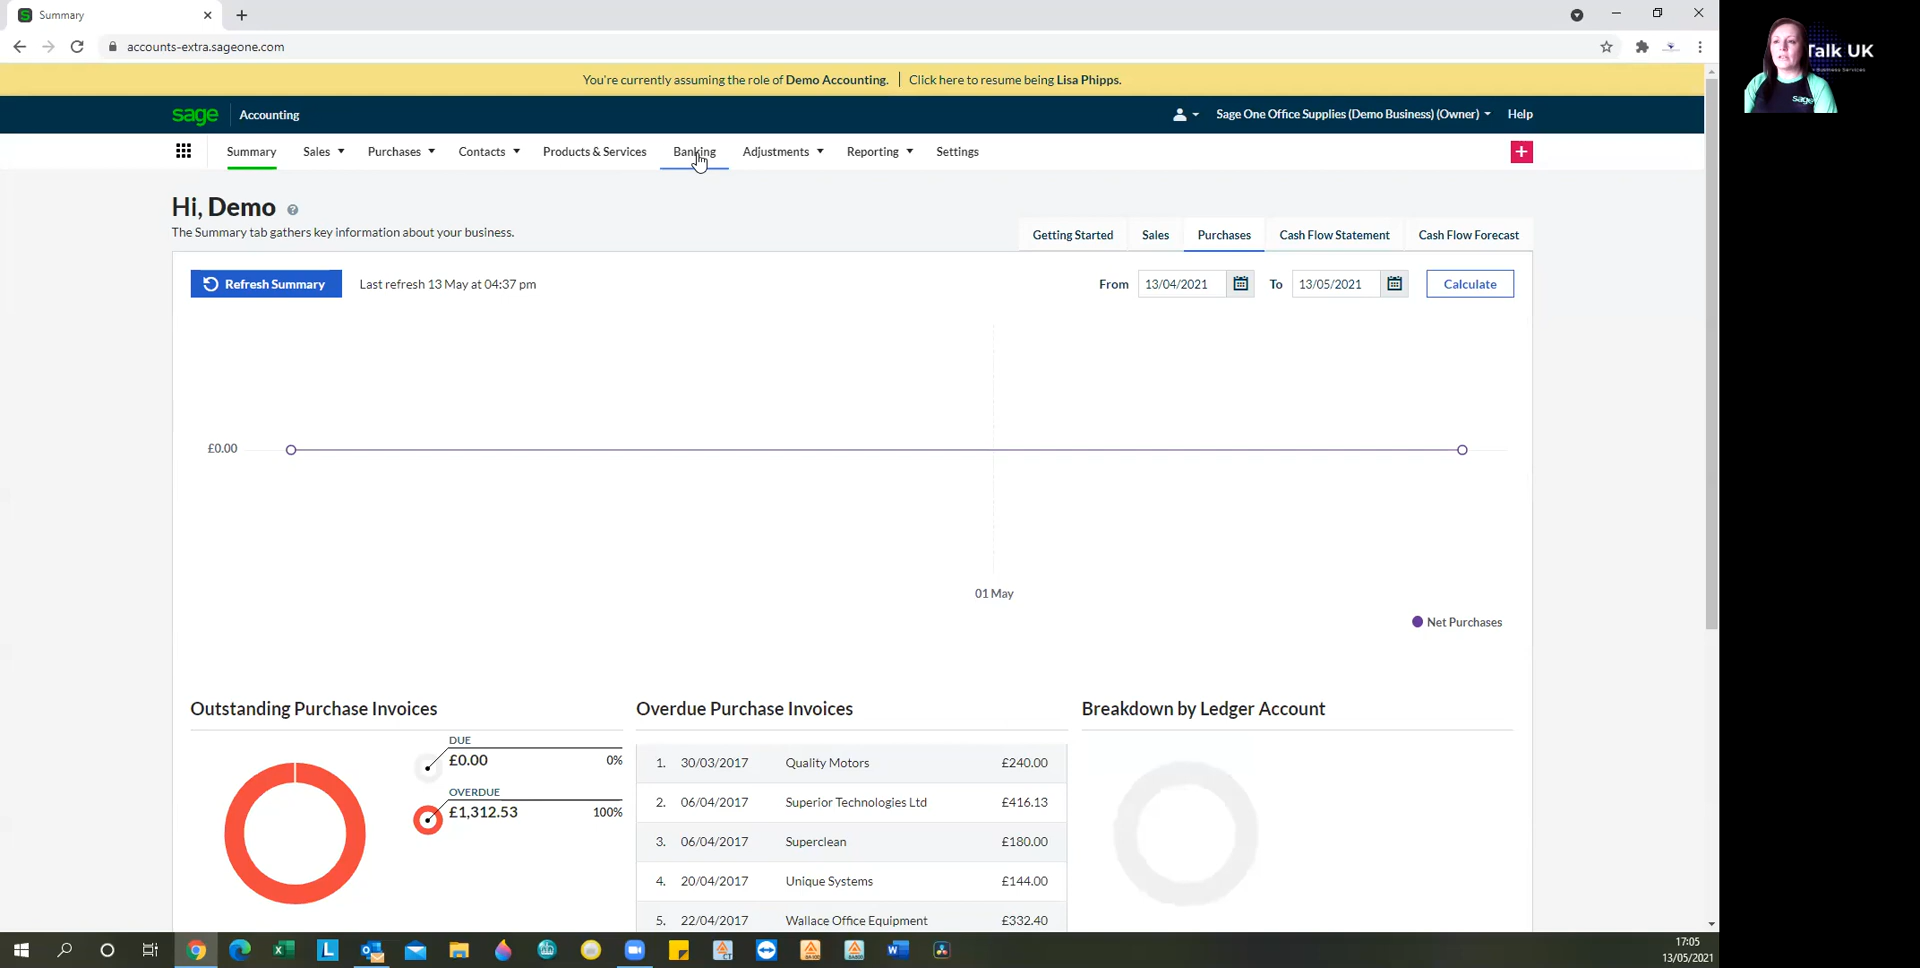 Summary
accounts-extra.sageone.com
You're currently assuming the role of Demo Accounting. Click here to resume being Lisa Phipps.
sage Accounting Sage One Office Supplies (Demo Business) (Owner) Help
Summary Sales Purchases Contacts Products & Services Banking Adjustments Reporting Settings
Hi, Demo
The Summary tab gathers key information about your business.
Getting Started Sales Purchases Cash Flow Statement Cash Flow Forecast
Refresh Summary Last refresh 13 May at 04:37 pm From 13/04/2021 To 13/05/2021 Calculate
£0.00
01 May
Net Purchases
Outstanding Purchase Invoices
DUE
£0.00 0%
OVERDUE
£1,312.53 100%
Overdue Purchase Invoices
1. 30/03/2017 Quality Motors £240.00
2. 06/04/2017 Superior Technologies Ltd £416.13
3. 06/04/2017 Superclean £180.00
4. 20/04/2017 Unique Systems £144.00
5. 22/04/2017 Wallace Office Equipment £332.40
Breakdown by Ledger Account
Talk UK
Business Services
sage
17:05
13/05/2021